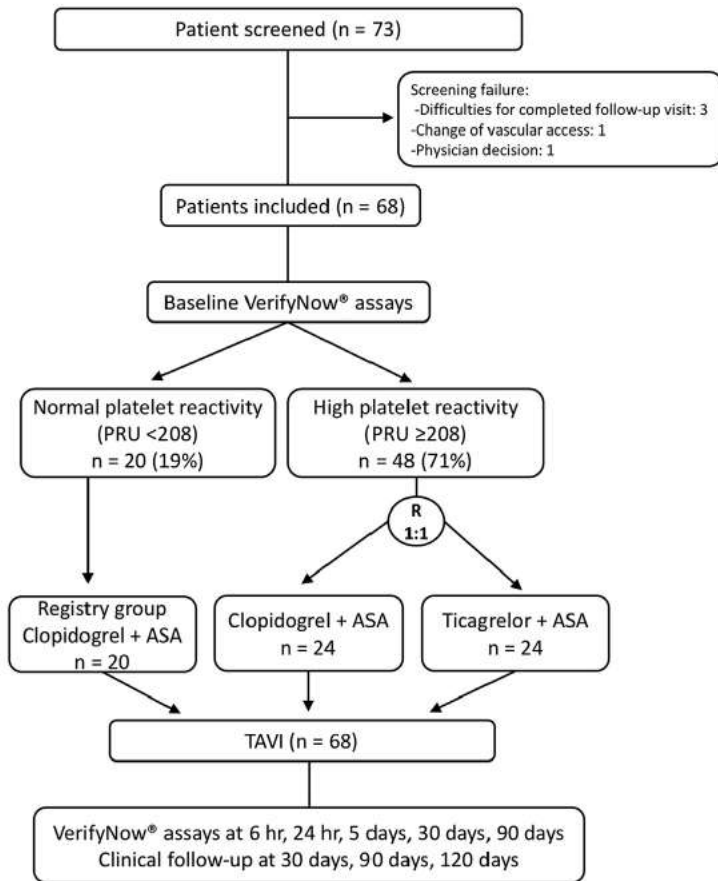 Patient screened (n = 73)
Screening failure:
-Difficulties for completed follow-up visit: 3
-Change of vascular access: 1
-Physician decision: 1
Patients included (n = 68)
Baseline VerifyNow® assays
Normal platelet reactivity
(PRU <208)
n = 20 (19%)
High platelet reactivity
(PRU ≥208)
n = 48 (71%)
R
1:1
Registry group
Clopidogrel + ASA
n = 20
Clopidogrel + ASA
n = 24
Ticagrelor + ASA
n = 24
TAVI (n = 68)
VerifyNow® assays at 6 hr, 24 hr, 5 days, 30 days, 90 days
Clinical follow-up at 30 days, 90 days, 120 days